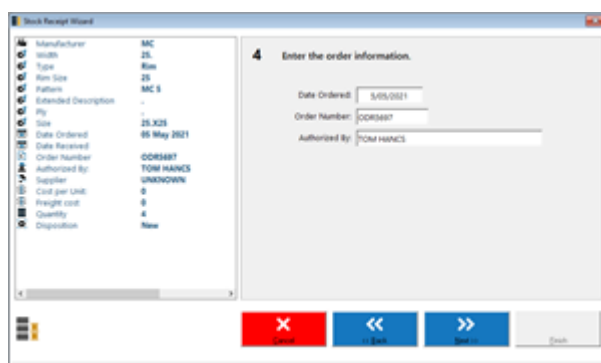 Stock Receipt Wizard
Manufacturer MC
Width 25.
Type Rim
Rim Size 25
Pattern MC S
Extended Description .
Ply .
Size 25.X25
Date Ordered 05 May 2021
Date Received
Order Number ODR5687
Authorized By: TOM HANCS
Supplier UNKNOWN
Cost per Unit: 0
Freight cost: 0
Quantity 4
Disposition New
4 Enter the order information.
Date Ordered: 5/05/2021
Order Number: ODR5687
Authorized By: TOM HANCS
Cancel
<< Back
Next >>
Finish